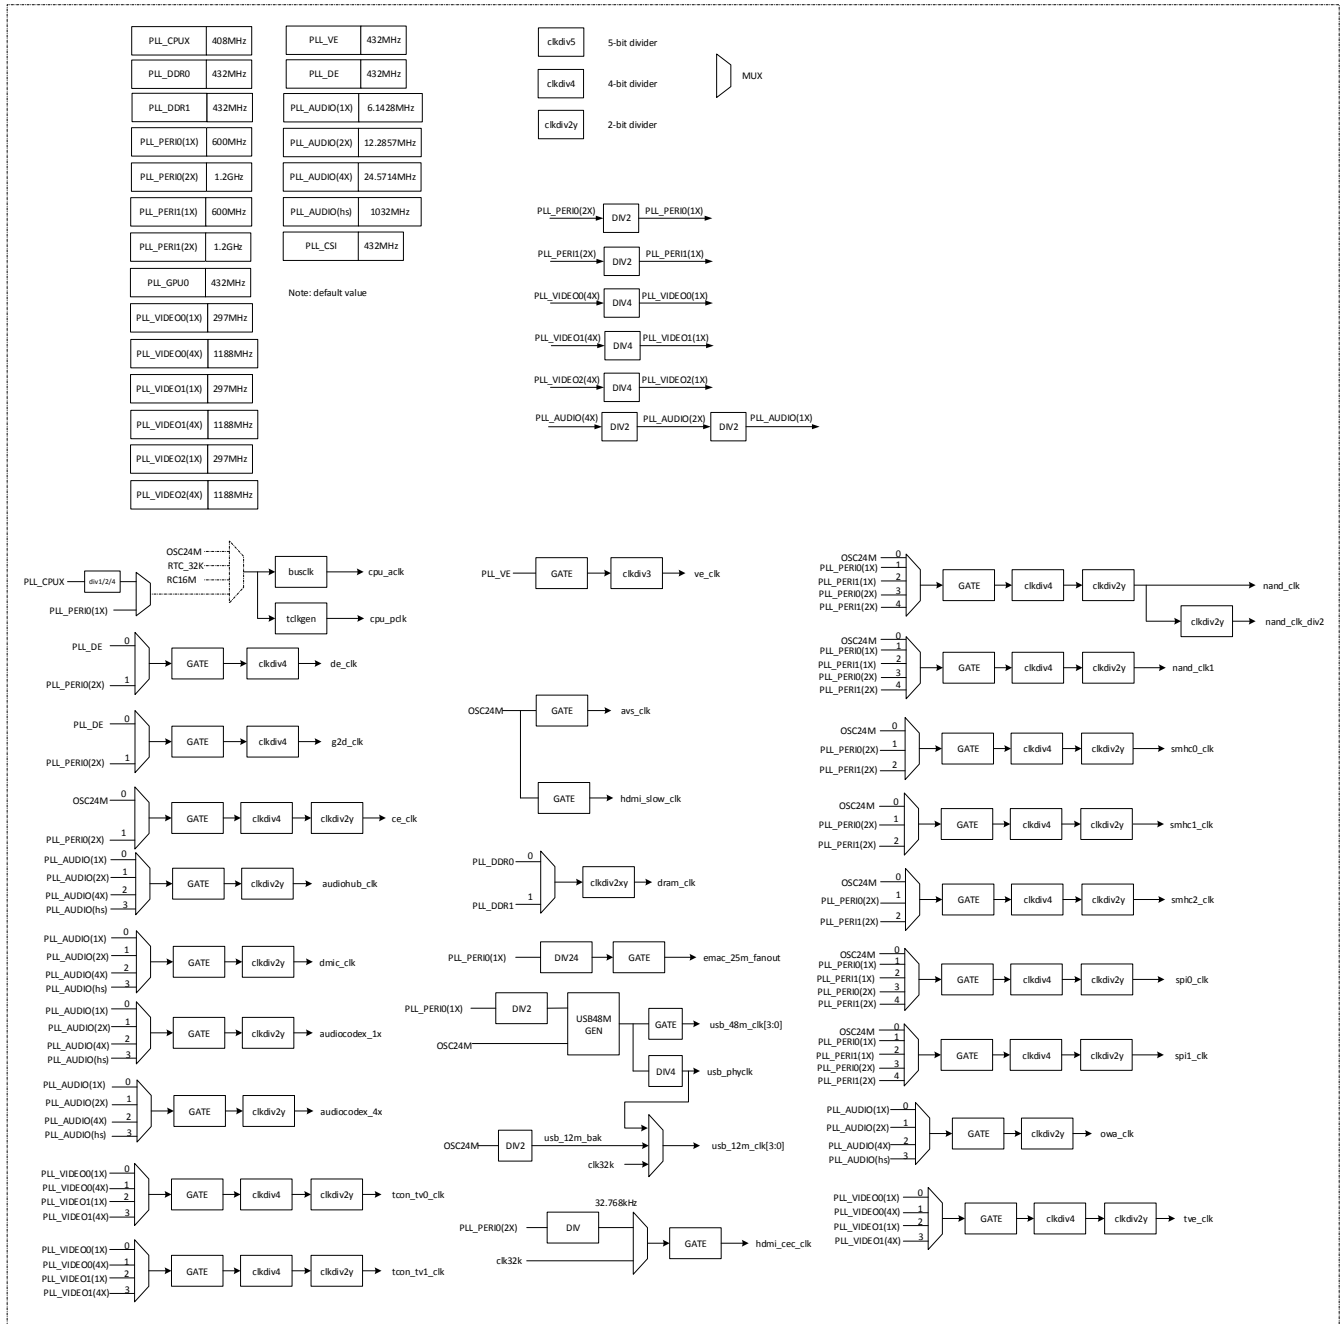 PLL_CPUX 408MHz
PLL_DDR0 432MHz
PLL_DDR1 432MHz
PLL_PERI0(1X) 600MHz
PLL_PERI0(2X) 1.2GHz
PLL_PERI1(1X) 600MHz
PLL_PERI1(2X) 1.2GHz
PLL_GPU0 432MHz
PLL_VIDEO0(1X) 297MHz
PLL_VIDEO0(4X) 1188MHz
PLL_VIDEO1(1X) 297MHz
PLL_VIDEO1(4X) 1188MHz
PLL_VIDEO2(1X) 297MHz
PLL_VIDEO2(4X) 1188MHz
PLL_VE 432MHz
PLL_DE 432MHz
PLL_AUDIO(1X) 6.1428MHz
PLL_AUDIO(2X) 12.2857MHz
PLL_AUDIO(4X) 24.5714MHz
PLL_AUDIO(hs) 1032MHz
PLL_CSI 432MHz
Note: default value
clkdiv5 5-bit divider
clkdiv4 4-bit divider
clkdiv2y 2-bit divider
MUX
PLL_PERI0(2X) DIV2 PLL_PERI0(1X)
PLL_PERI1(2X) DIV2 PLL_PERI1(1X)
PLL_VIDEO0(4X) DIV4 PLL_VIDEO0(1X)
PLL_VIDEO1(4X) DIV4 PLL_VIDEO1(1X)
PLL_VIDEO2(4X) DIV4 PLL_VIDEO2(1X)
PLL_AUDIO(4X) DIV2 PLL_AUDIO(2X) DIV2 PLL_AUDIO(1X)
OSC24M
RTC_32K
RC16M
PLL_CPUX div1/2/4
PLL_PERI0(1X)
busclk cpu_aclk
tclkgen cpu_pclk
PLL_DE 0
PLL_PERI0(2X) 1
GATE clkdiv4 de_clk
PLL_DE 0
PLL_PERI0(2X) 1
GATE clkdiv4 g2d_clk
OSC24M 0
PLL_PERI0(2X) 1
GATE clkdiv4 clkdiv2y ce_clk
PLL_AUDIO(1X) 0
PLL_AUDIO(2X) 1
PLL_AUDIO(4X) 2
PLL_AUDIO(hs) 3
GATE clkdiv2y audiohub_clk
PLL_AUDIO(1X) 0
PLL_AUDIO(2X) 1
PLL_AUDIO(4X) 2
PLL_AUDIO(hs) 3
GATE clkdiv2y dmic_clk
PLL_AUDIO(1X) 0
PLL_AUDIO(2X) 1
PLL_AUDIO(4X) 2
PLL_AUDIO(hs) 3
GATE clkdiv2y audiocodex_1x
PLL_AUDIO(1X) 0
PLL_AUDIO(2X) 1
PLL_AUDIO(4X) 2
PLL_AUDIO(hs) 3
GATE clkdiv2y audiocodex_4x
PLL_VIDEO0(1X) 0
PLL_VIDEO0(4X) 1
PLL_VIDEO1(1X) 2
PLL_VIDEO1(4X) 3
GATE clkdiv4 clkdiv2y tcon_tv0_clk
PLL_VIDEO0(1X) 0
PLL_VIDEO0(4X) 1
PLL_VIDEO1(1X) 2
PLL_VIDEO1(4X) 3
GATE clkdiv4 clkdiv2y tcon_tv1_clk
PLL_VE GATE clkdiv3 ve_clk
OSC24M GATE avs_clk
GATE hdmi_slow_clk
PLL_DDR0 0
PLL_DDR1 1
clkdiv2xy dram_clk
PLL_PERI0(1X) DIV24 GATE emac_25m_fanout
PLL_PERI0(1X) DIV2
OSC24M
USB48M
GEN
GATE usb_48m_clk[3:0]
DIV4 usb_phyclk
OSC24M DIV2 usb_12m_bak
clk32k
usb_12m_clk[3:0]
32.768kHz
PLL_PERI0(2X) DIV
clk32k
GATE hdmi_cec_clk
OSC24M 0
PLL_PERI0(1X) 1
PLL_PERI1(1X) 2
PLL_PERI0(2X) 3
PLL_PERI1(2X) 4
GATE clkdiv4 clkdiv2y nand_clk
clkdiv2y nand_clk_div2
OSC24M 0
PLL_PERI0(1X) 1
PLL_PERI1(1X) 2
PLL_PERI0(2X) 3
PLL_PERI1(2X) 4
GATE clkdiv4 clkdiv2y nand_clk1
OSC24M 0
PLL_PERI0(2X) 1
PLL_PERI1(2X) 2
GATE clkdiv4 clkdiv2y smhc0_clk
OSC24M 0
PLL_PERI0(2X) 1
PLL_PERI1(2X) 2
GATE clkdiv4 clkdiv2y smhc1_clk
OSC24M 0
PLL_PERI0(2X) 1
PLL_PERI1(2X) 2
GATE clkdiv4 clkdiv2y smhc2_clk
OSC24M 0
PLL_PERI0(1X) 1
PLL_PERI1(1X) 2
PLL_PERI0(2X) 3
PLL_PERI1(2X) 4
GATE clkdiv4 clkdiv2y spi0_clk
OSC24M 0
PLL_PERI0(1X) 1
PLL_PERI1(1X) 2
PLL_PERI0(2X) 3
PLL_PERI1(2X) 4
GATE clkdiv4 clkdiv2y spi1_clk
PLL_AUDIO(1X) 0
PLL_AUDIO(2X) 1
PLL_AUDIO(4X) 2
PLL_AUDIO(hs) 3
GATE clkdiv2y owa_clk
PLL_VIDEO0(1X) 0
PLL_VIDEO0(4X) 1
PLL_VIDEO1(1X) 2
PLL_VIDEO1(4X) 3
GATE clkdiv4 clkdiv2y tve_clk